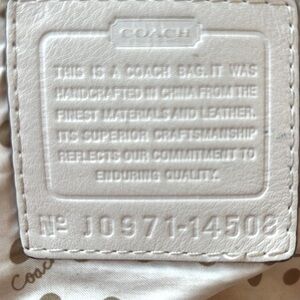 COACH
THIS IS A COACH BAG. IT WAS
HANDCRAFTED IN CHINA FROM THE
FINEST MATERIALS AND LEATHER.
ITS SUPERIOR CRAFTSMANSHIP
REFLECTS OUR COMMITMENT TO
ENDURING QUALITY.
Nº J0971-14508
Coach